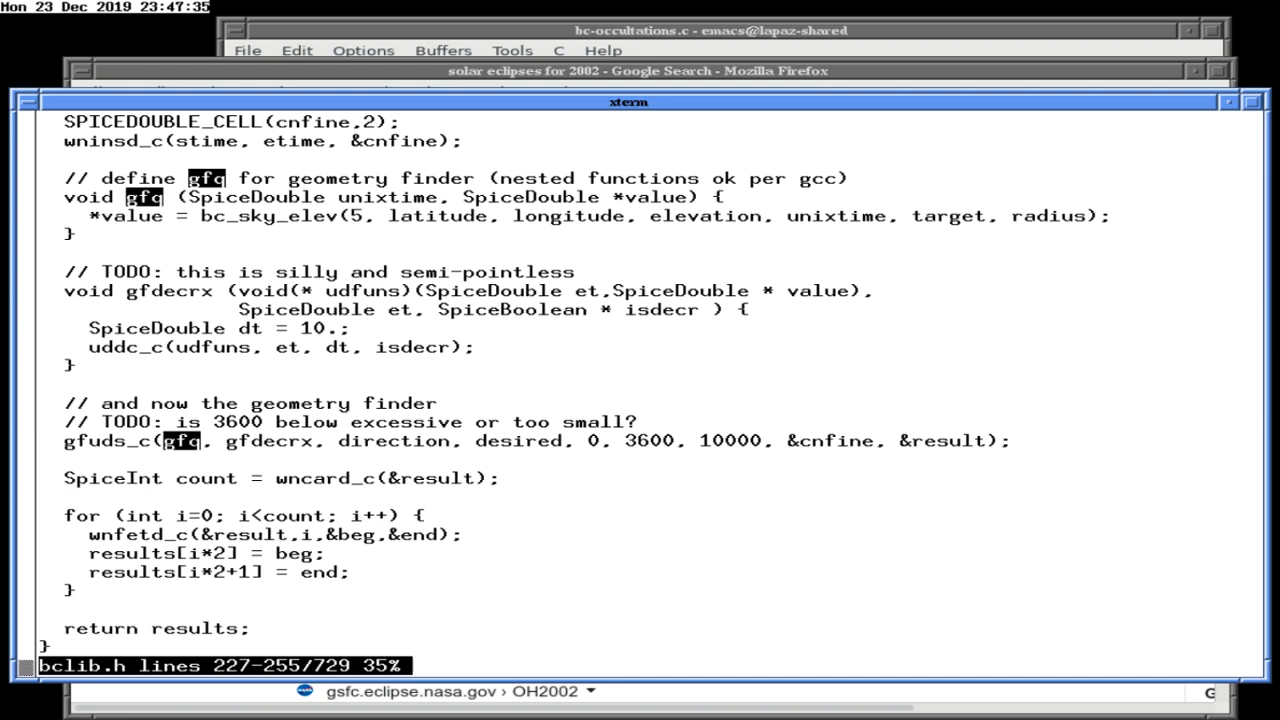 Mon 23 Dec 2019 23:47:35
bc-occultations.c - emacs@lapaz-shared
File Edit Options Buffers Tools C Help
solar eclipses for 2002 - Google Search - Mozilla Firefox
xterm
SPICEDOUBLE_CELL(cnfine,2);
wninsd_c(stime, etime, &cnfine);
// define gfq for geometry finder (nested functions ok per gcc)
void gfq (SpiceDouble unixtime, SpiceDouble *value) {
*value = bc_sky_elev(5, latitude, longitude, elevation, unixtime, target, radius);
}
// TODO: this is silly and semi-pointless
void gfdecrx (void(* udfuns)(SpiceDouble et,SpiceDouble * value),
SpiceDouble et, SpiceBoolean * isdecr ) {
SpiceDouble dt = 10.;
uddc_c(udfuns, et, dt, isdecr);
}
// and now the geometry finder
// TODO: is 3600 below excessive or too small?
gfuds_c(gfq, gfdecrx, direction, desired, 0, 3600, 10000, &cnfine, &result);
SpiceInt count = wncard_c(&result);
for (int i=0; i<count; i++) {
wnfetd_c(&result,i,&beg,&end);
results[i*2] = beg;
results[i*2+1] = end;
}
return results;
}
bclib.h lines 227-255/729 35%
gsfc.eclipse.nasa.gov › OH2002